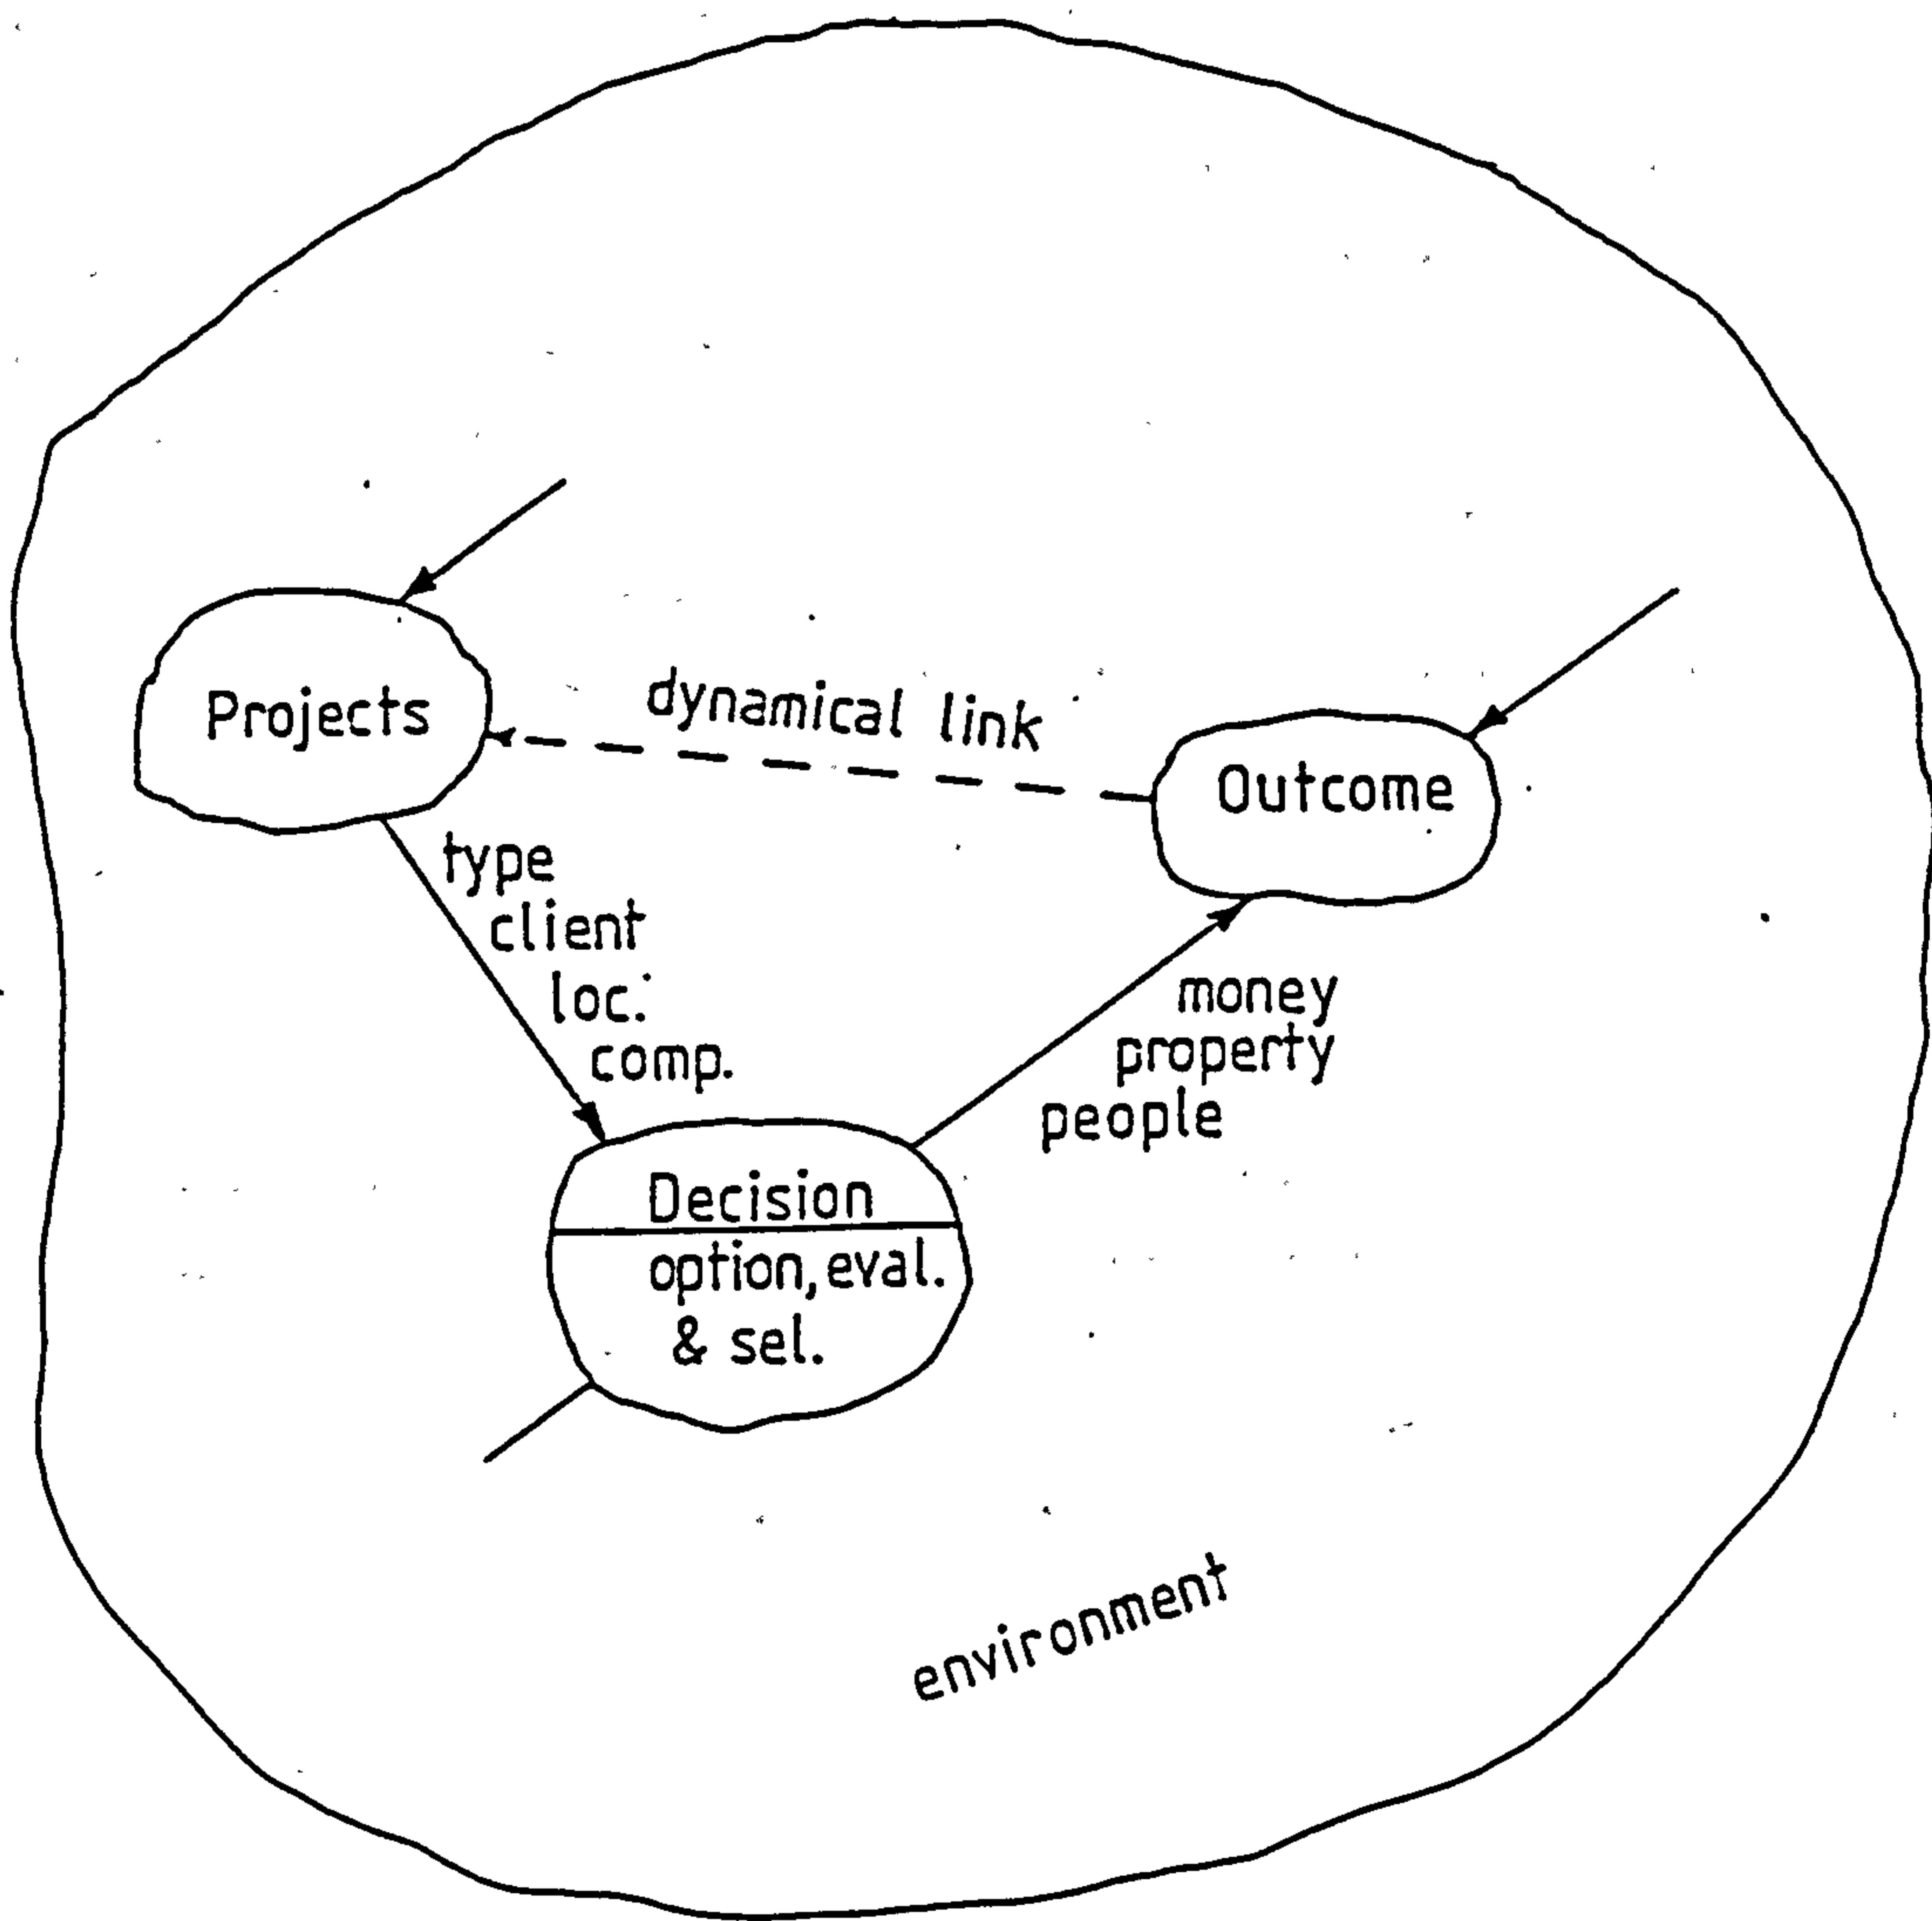 dynamical link
Projects
Outcome
type
client
loc.
comp.
money
property
people
Decision
option, eval.
& sel.
environment